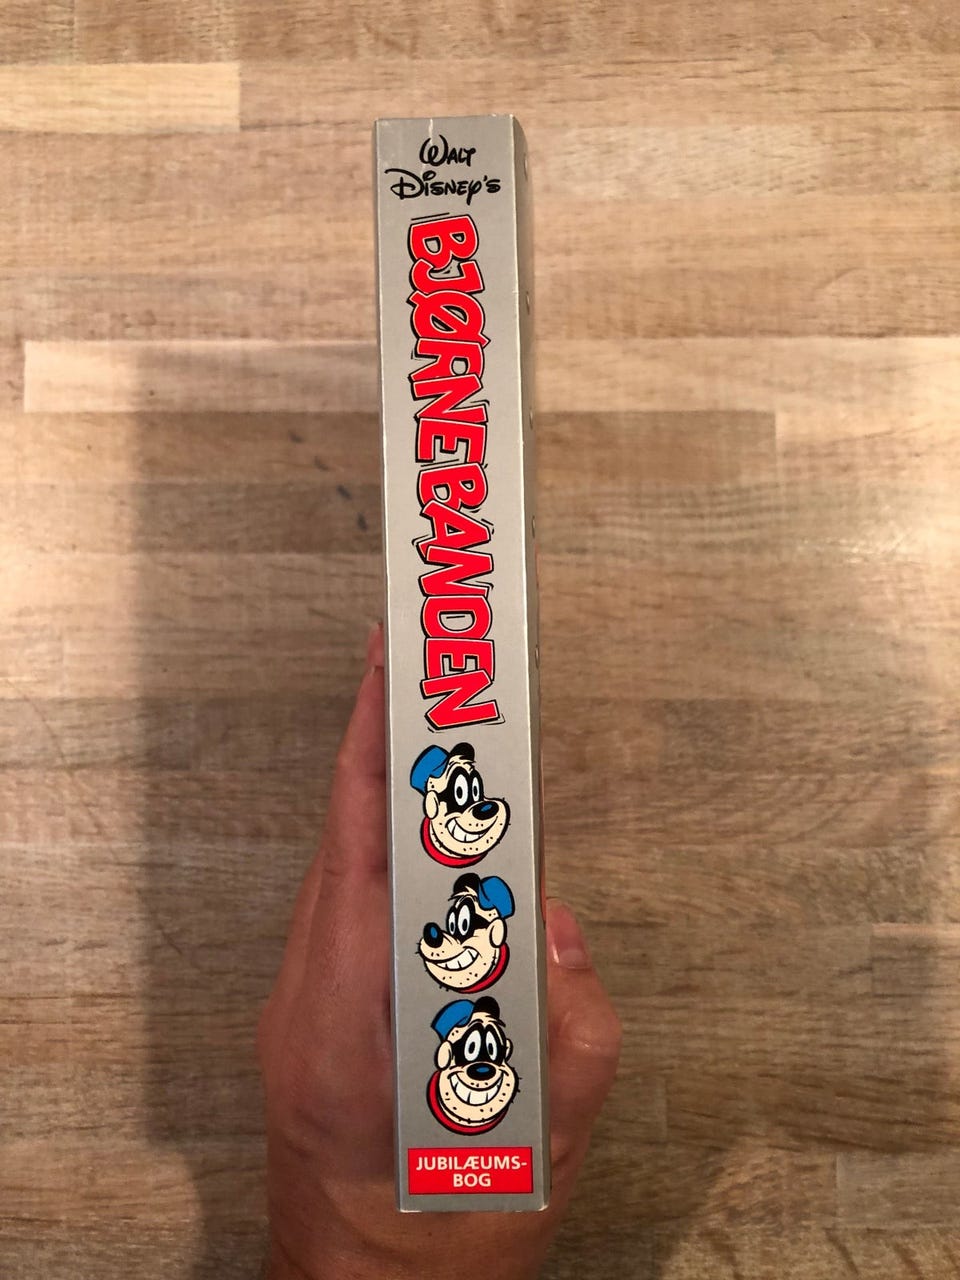 WALT
DISNEY'S
BJØRNEBANDEN
JUBILÆUMS-
BOG